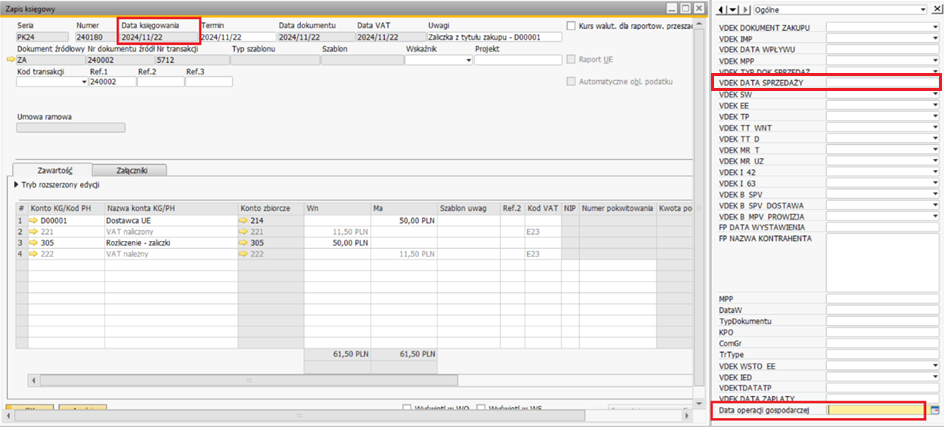 Zapis księgowy
Seria Numer Data księgowania Termin Data dokumentu Data VAT Uwagi
PK24 240180 2024/11/22 2024/11/22 2024/11/22 2024/11/22 Zaliczka z tytułu zakupu - D00001
Kurs walut. dla raportow. przeszac
Dokument źródłowy Nr dokumentu źródł Nr transakcji Typ szablonu Szablon Wskaźnik Projekt
ZA 240002 5712
Raport UE
Kod transakcji Ref.1 Ref.2 Ref.3
240002
Automatyczne obl. podatku
Umowa ramowa
Zawartość Załączniki
Tryb rozszerzony edycji
# Konto KG/Kod PH Nazwa konta KG/PH Konto zbiorcze Wn Ma Szablon uwag Ref.2 Kod VAT NIP Numer pokwitowania Kwota po
1 D00001 Dostawca UE 214 50,00 PLN
2 221 VAT naliczony 221 11,50 PLN E23
3 305 Rozliczenie - zaliczki 305 50,00 PLN
4 222 VAT należny 222 11,50 PLN E23
61,50 PLN 61,50 PLN
Ogólne
VDEK DOKUMENT ZAKUPU
VDEK IMP
VDEK DATA WPŁYWU
VDEK MPP
VDEK TYP DOK SPRZEDAŻ
VDEK DATA SPRZEDAŻY
VDEK SW
VDEK EE
VDEK TP
VDEK TT WNT
VDEK TT D
VDEK MR T
VDEK MR UZ
VDEK I 42
VDEK I 63
VDEK B SPV
VDEK B SPV DOSTAWA
VDEK B MPV PROWIZJA
FP DATA WYSTAWIENIA
FP NAZWA KONTRAHENTA
MPP
DataW
TypDokumentu
KPO
ComGr
TrType
VDEK WSTO EE
VDEK IED
VDEKTDATATP
VDEK DATA ZAPŁATY
Data operacji gospodarczej